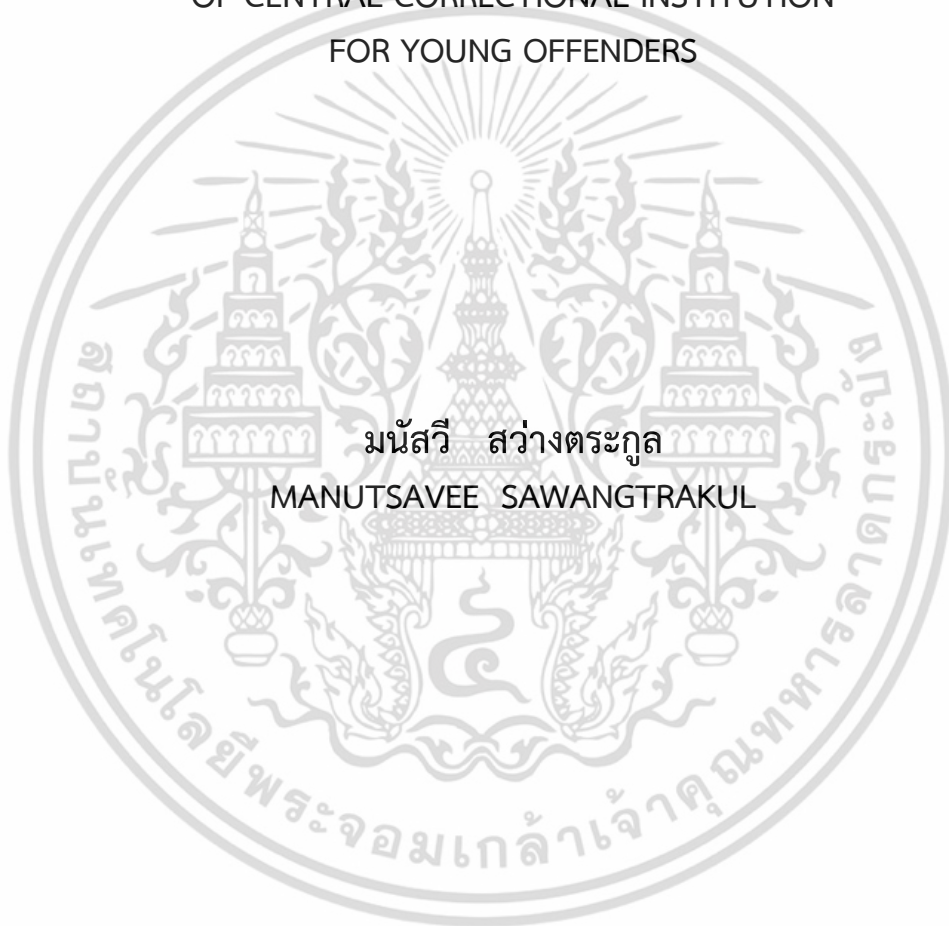 OF CENTRAL CORRECTIONAL INSTITUTION
FOR YOUNG OFFENDERS
มนัสวี สว่างตระกูล
MANUTSAVEE SAWANGTRAKUL
สถาบันเทคโนโลยีพระจอมเกล้าเจ้าคุณทหารลาดกระบัง
๔